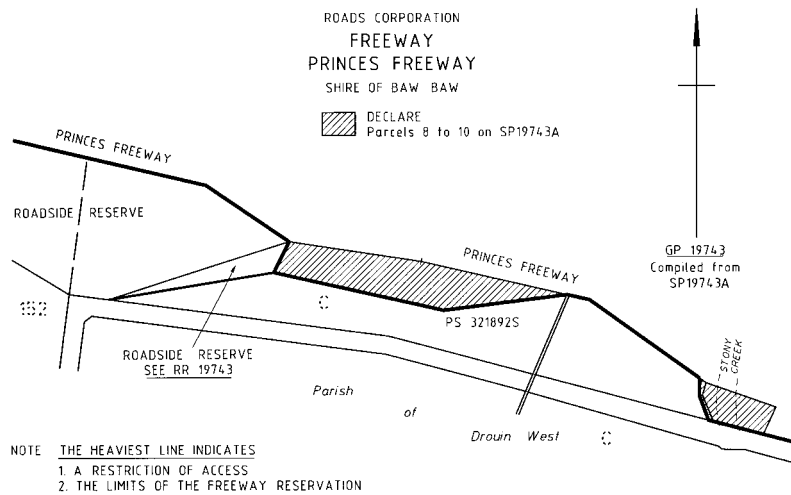 ROADS CORPORATION
FREEWAY
PRINCES FREEWAY
SHIRE OF BAW BAW
DECLARE
Parcels 8 to 10 on SP19743A
PRINCES FREEWAY
ROADSIDE RESERVE
PRINCES FREEWAY
GP 19743
Compiled from
SP19743A
152
C
PS 321892S
ROADSIDE RESERVE
SEE RR 19743
STONY
CREEK
Parish
of
Drouin West
C
NOTE THE HEAVIEST LINE INDICATES
1. A RESTRICTION OF ACCESS
2. THE LIMITS OF THE FREEWAY RESERVATION